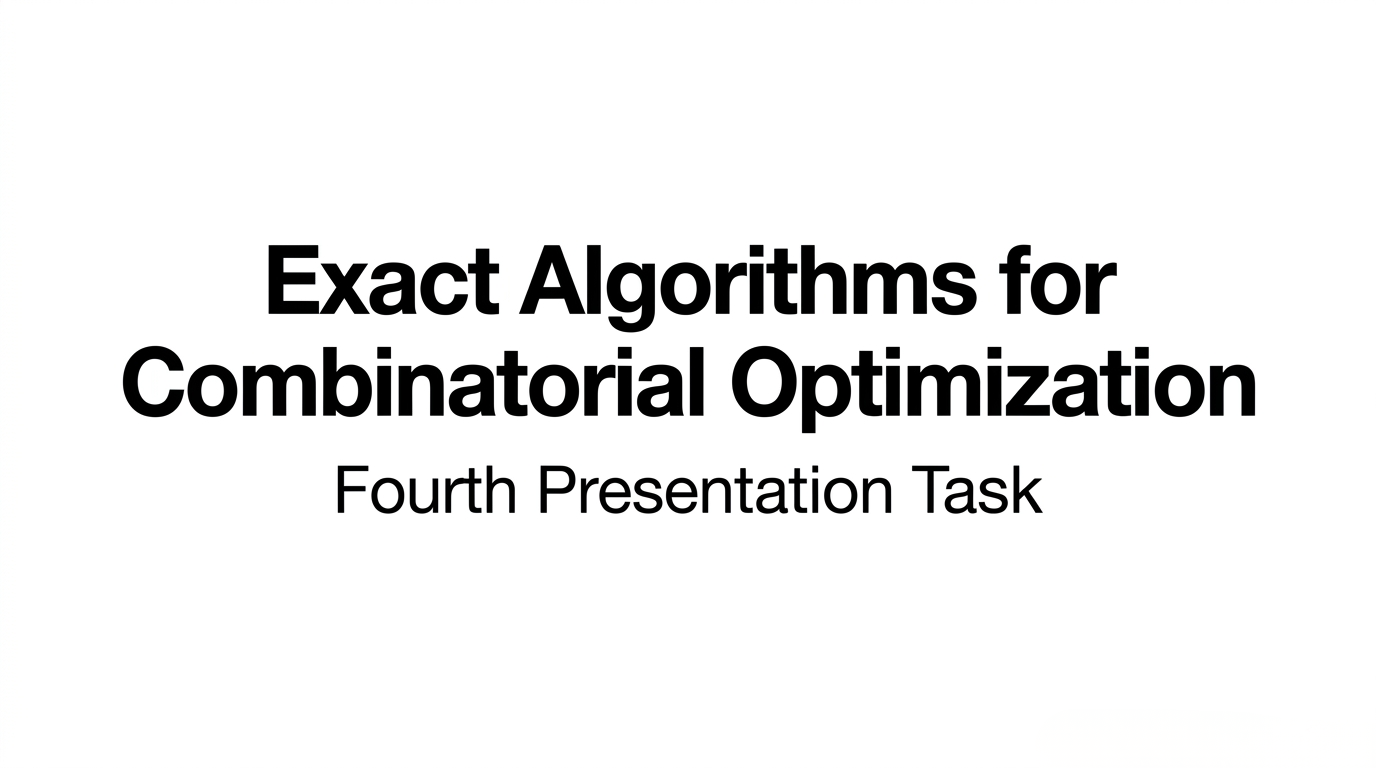 Exact Algorithms for
Combinatorial Optimization
Fourth Presentation Task